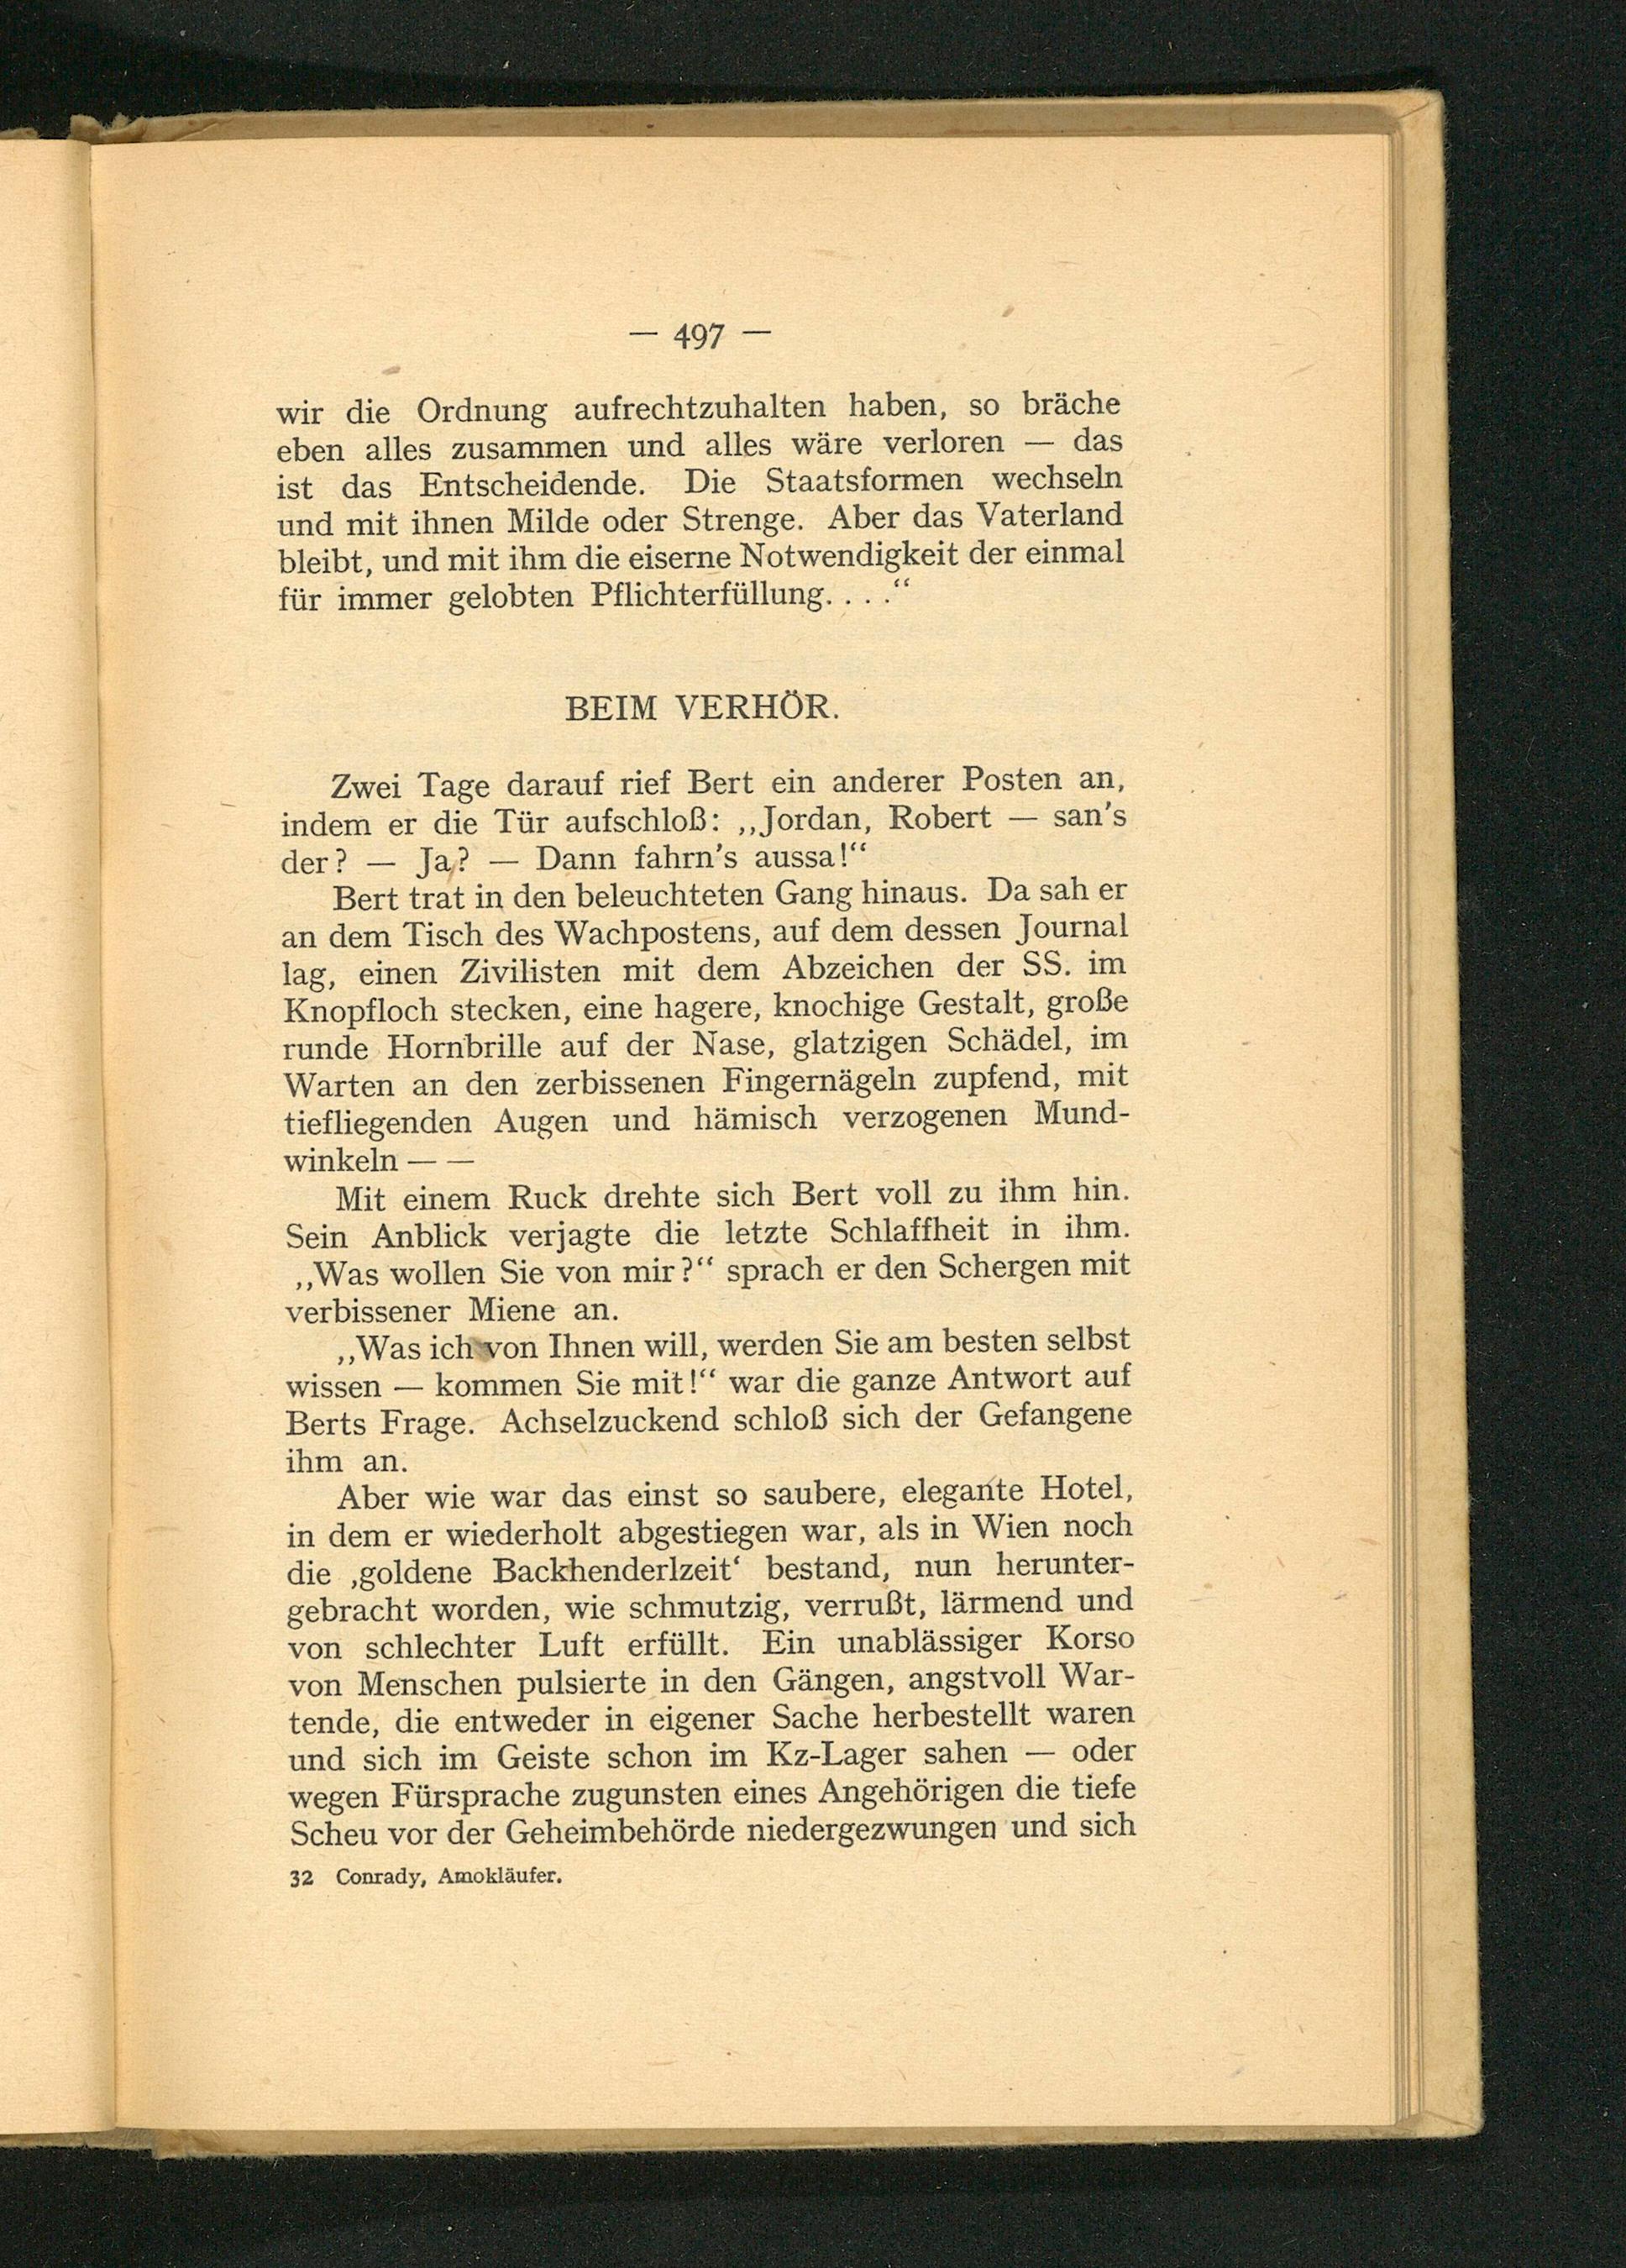 — 497 —
wir die Ordnung aufrechtzuhalten haben, so bräche
eben alles zusammen und alles wäre verloren — das
ist das Entscheidende. Die Staatsformen wechseln
und mit ihnen Milde oder Strenge. Aber das Vaterland
bleibt, und mit ihm die eiserne Notwendigkeit der einmal
für immer gelobten Pflichterfüllung. . . .“
BEIM VERHÖR.
Zwei Tage darauf rief Bert ein anderer Posten an,
indem er die Tür aufschloß: „Jordan, Robert — san's
der? — Ja? — Dann fahrn's aussa!“
Bert trat in den beleuchteten Gang hinaus. Da sah er
an dem Tisch des Wachpostens, auf dem dessen Journal
lag, einen Zivilisten mit dem Abzeichen der SS. im
Knopfloch stecken, eine hagere, knochige Gestalt, große
runde Hornbrille auf der Nase, glatzigen Schädel, im
Warten an den zerbissenen Fingernägeln zupfend, mit
tiefliegenden Augen und hämisch verzogenen Mund-
winkeln — —
Mit einem Ruck drehte sich Bert voll zu ihm hin.
Sein Anblick verjagte die letzte Schlaffheit in ihm.
„Was wollen Sie von mir?“ sprach er den Schergen mit
verbissener Miene an.
„Was ich von Ihnen will, werden Sie am besten selbst
wissen — kommen Sie mit!“ war die ganze Antwort auf
Berts Frage. Achselzuckend schloß sich der Gefangene
ihm an.
Aber wie war das einst so saubere, elegante Hotel,
in dem er wiederholt abgestiegen war, als in Wien noch
die ‚goldene Backhenderlzeit‘ bestand, nun herunter-
gebracht worden, wie schmutzig, verrußt, lärmend und
von schlechter Luft erfüllt. Ein unablässiger Korso
von Menschen pulsierte in den Gängen, angstvoll War-
tende, die entweder in eigener Sache herbestellt waren
und sich im Geiste schon im Kz-Lager sahen — oder
wegen Fürsprache zugunsten eines Angehörigen die tiefe
Scheu vor der Geheimbehörde niedergezwungen und sich
32 Conrady, Amokläufer.